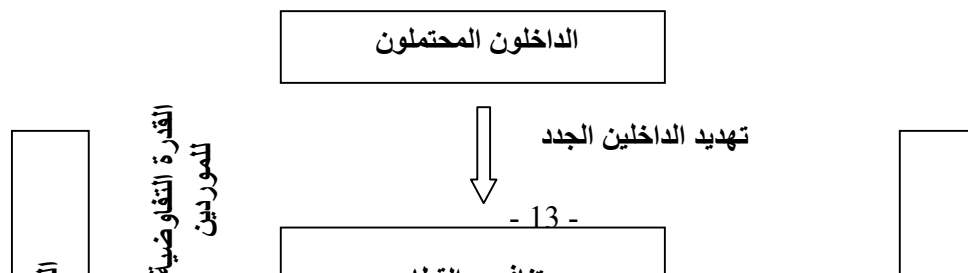 الداخلون المحتملون
تهديد الداخلين الجدد
القدرة التفاوضية
للموردين
- 13 -